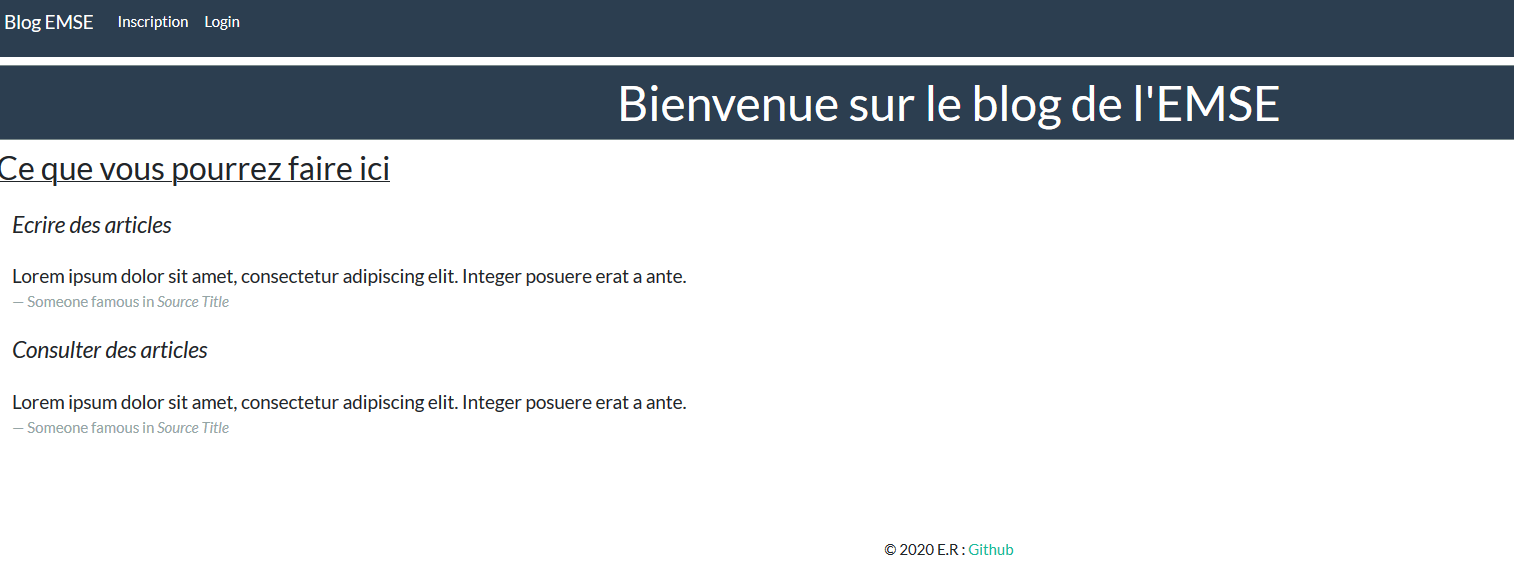 Blog EMSE Inscription Login
Bienvenue sur le blog de l'EMSE
Ce que vous pourrez faire ici
Ecrire des articles
Lorem ipsum dolor sit amet, consectetur adipiscing elit. Integer posuere erat a ante.
— Someone famous in Source Title
Consulter des articles
Lorem ipsum dolor sit amet, consectetur adipiscing elit. Integer posuere erat a ante.
— Someone famous in Source Title
© 2020 E.R : Github